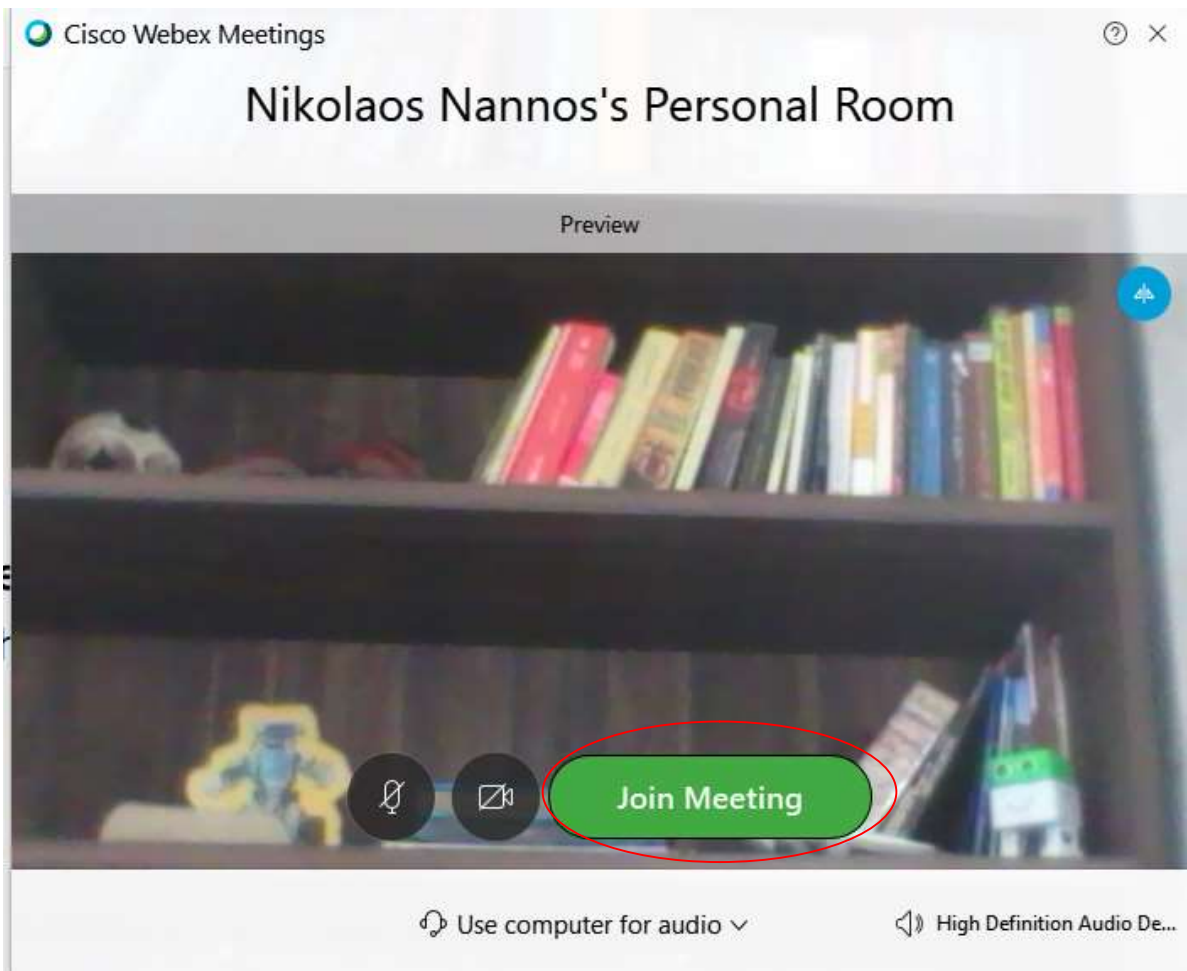 Cisco Webex Meetings
Nikolaos Nannos's Personal Room
Preview
Join Meeting
Use computer for audio
High Definition Audio De...